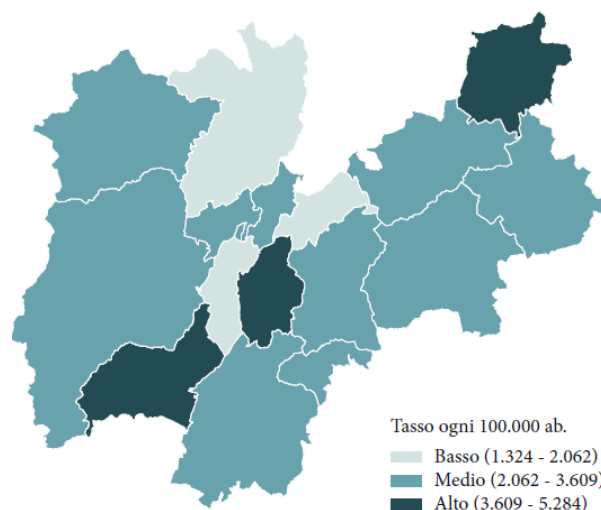 Tasso ogni 100.000 ab.
Basso (1.324 - 2.062)
Medio (2.062 - 3.609)
Alto (3.609 - 5.284)